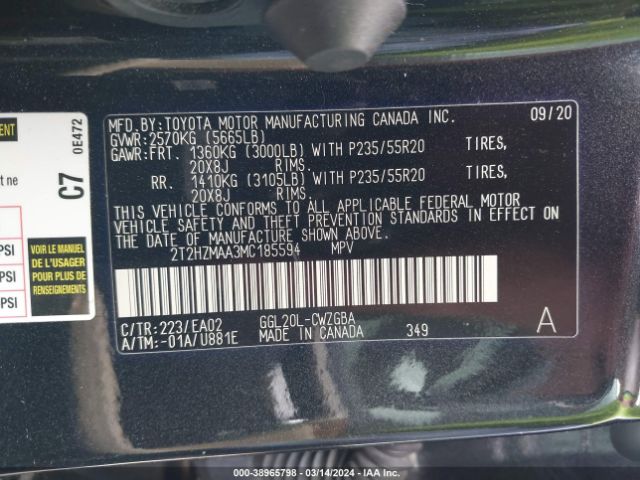 MFD.BY:TOYOTA MOTOR MANUFACTURING CANADA INC. 09/20
GVWR:2570KG (5665LB)
GAWR:FRT. 1360KG (3000LB) WITH P235/55R20 TIRES,
20X8J RIMS.
RR. 1410KG (3105LB) WITH P235/55R20 TIRES,
20X8J RIMS.
THIS VEHICLE CONFORMS TO ALL APPLICABLE FEDERAL MOTOR
VEHICLE SAFETY AND THEFT PREVENTION STANDARDS IN EFFECT ON
THE DATE OF MANUFACTURE SHOWN ABOVE.
2T2HZMAA3MC185594 MPV
C/TR:223/EA02 GGL20L-CWZGBA
A/TM:-01A/U881E MADE IN CANADA 349 A
0E472
C7
ne
PSI
PSI
VOIR LE MANUEL
DE L'USAGER
POUR PLUS DE
RENSEIGNEMENTS
000-38965798 - 03/14/2024 - IAA Inc.